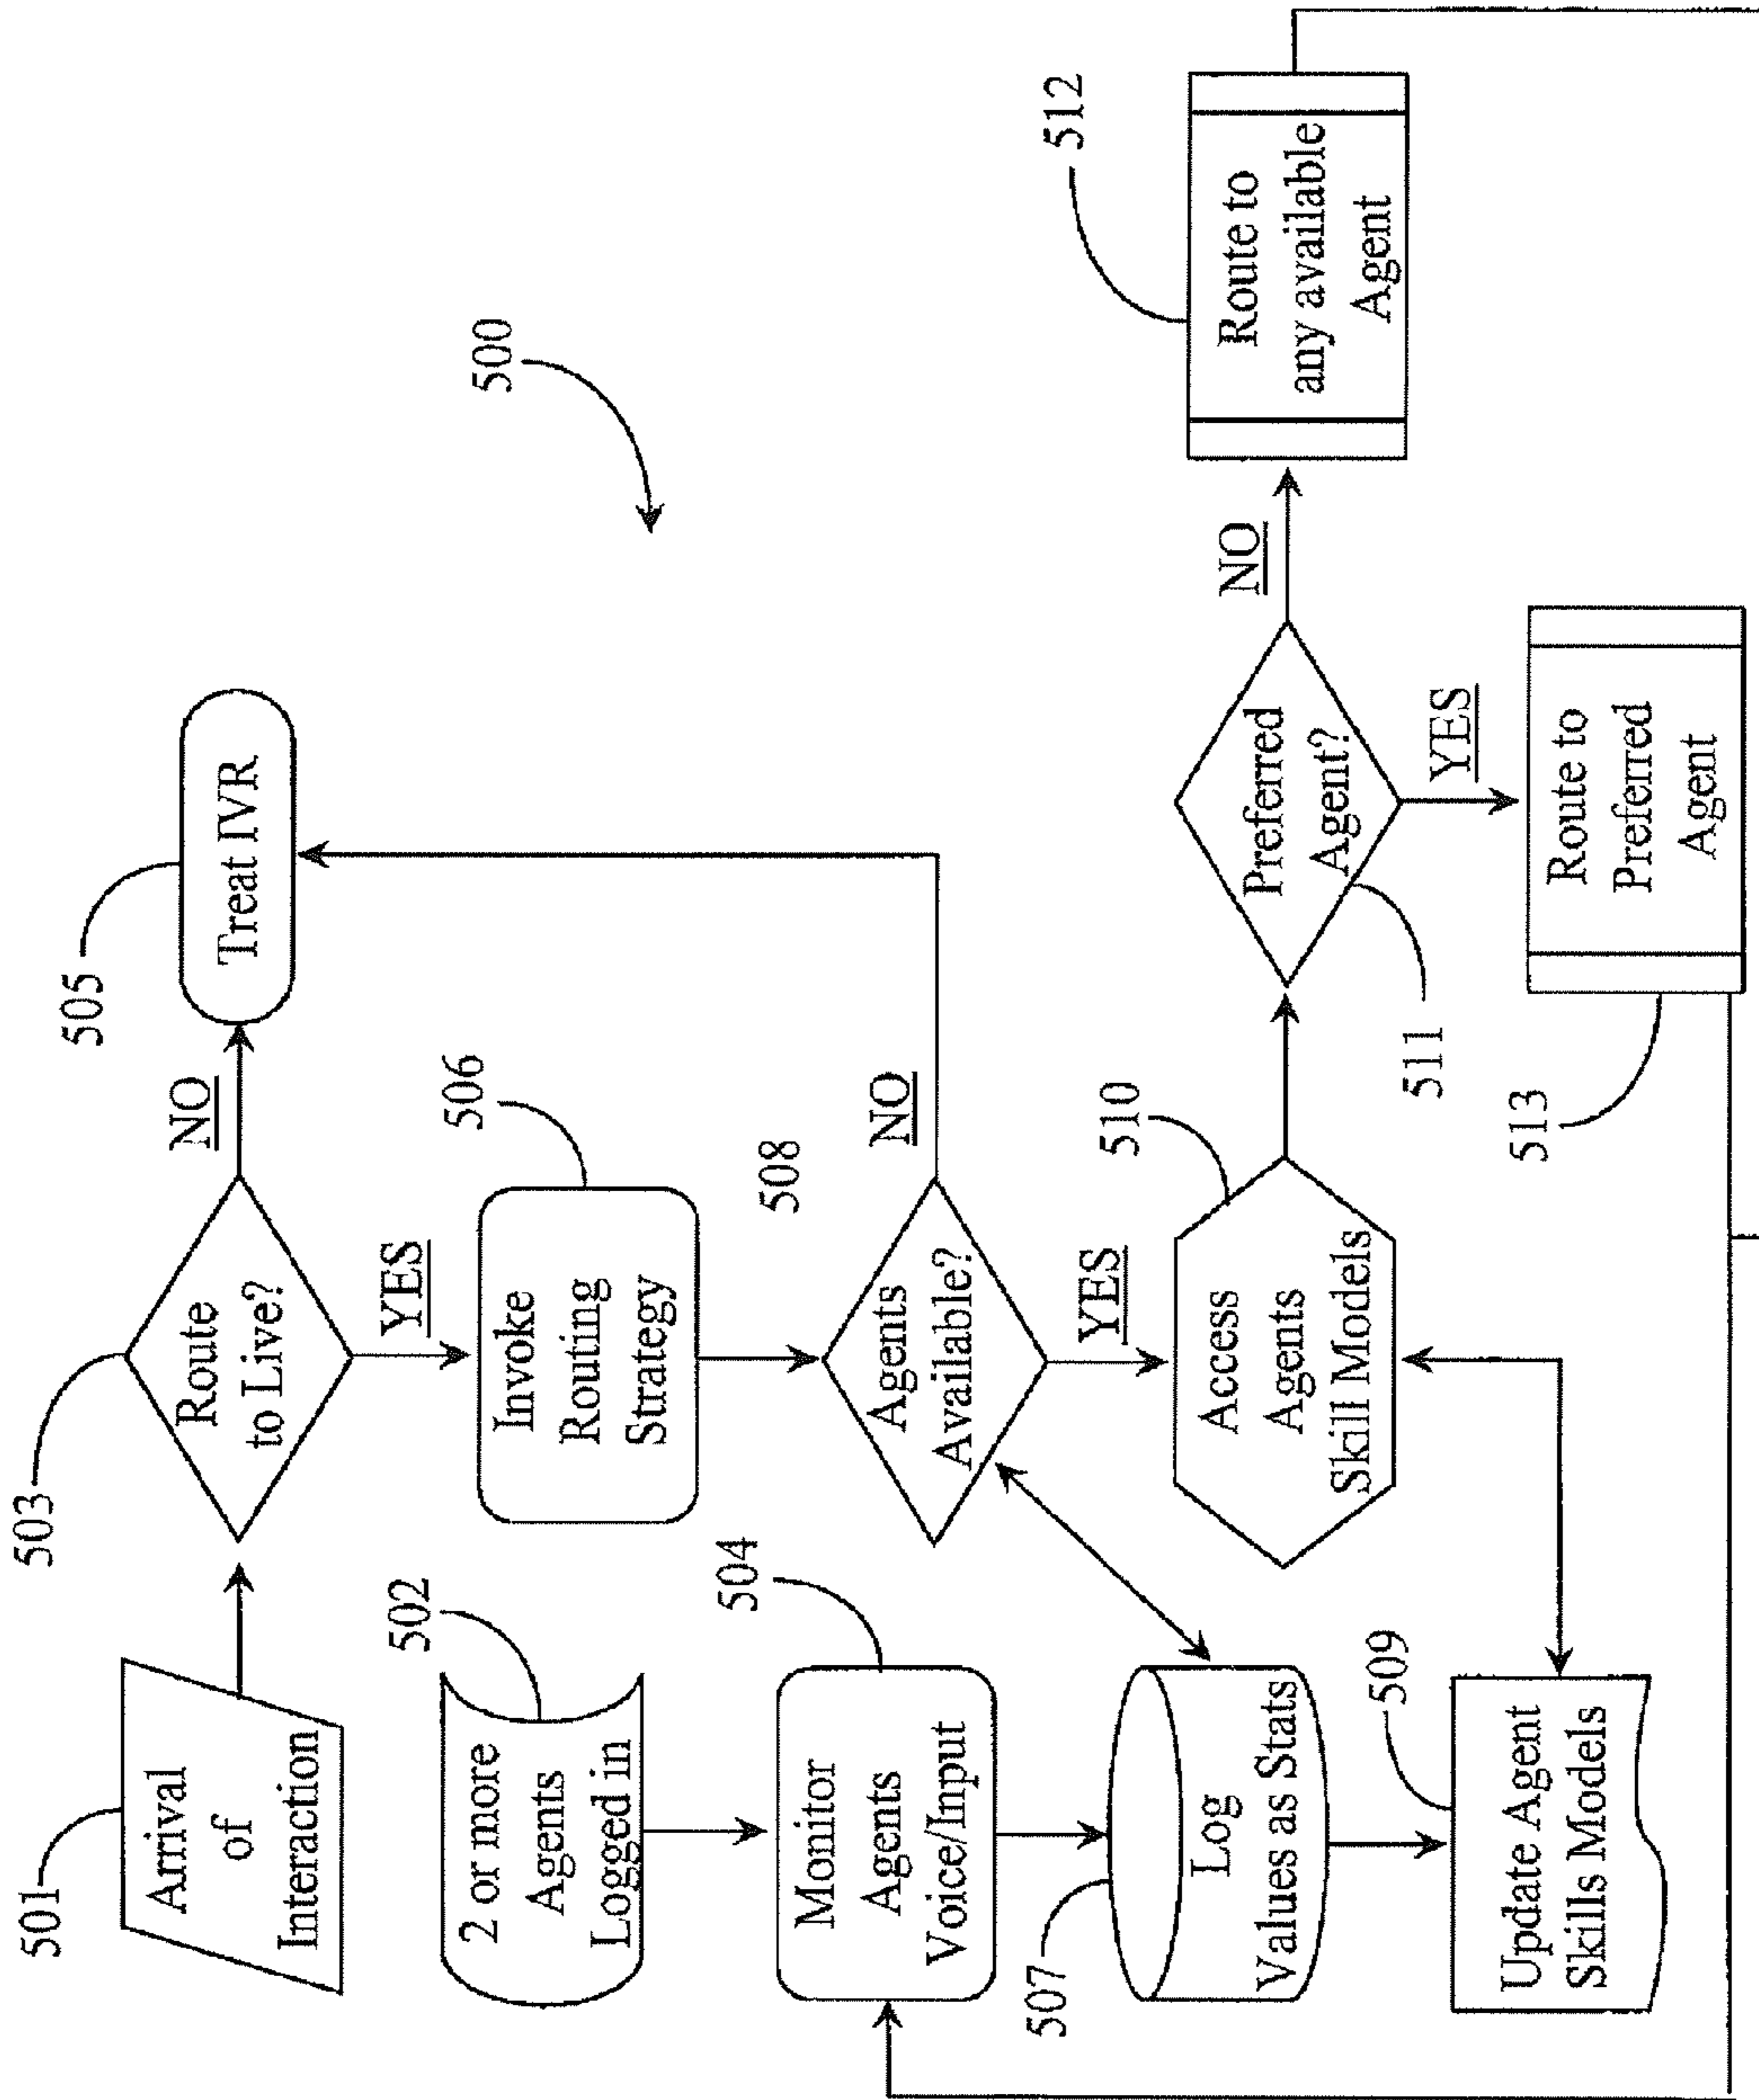 501
Arrival
of
Interaction
503
Route
to Live?
NO
505
Treat IVR
YES
502
2 or more
Agents
Logged in
506
Invoke
Routing
Strategy
500
504
Monitor
Agents
Voice/Input
508
Agents
Available?
NO
YES
507
Log
Values as Stats
510
Access
Agents
Skill Models
511
Preferred
Agent?
NO
512
Route to
any available
Agent
YES
509
Update Agent
Skills Models
513
Route to
Preferred
Agent